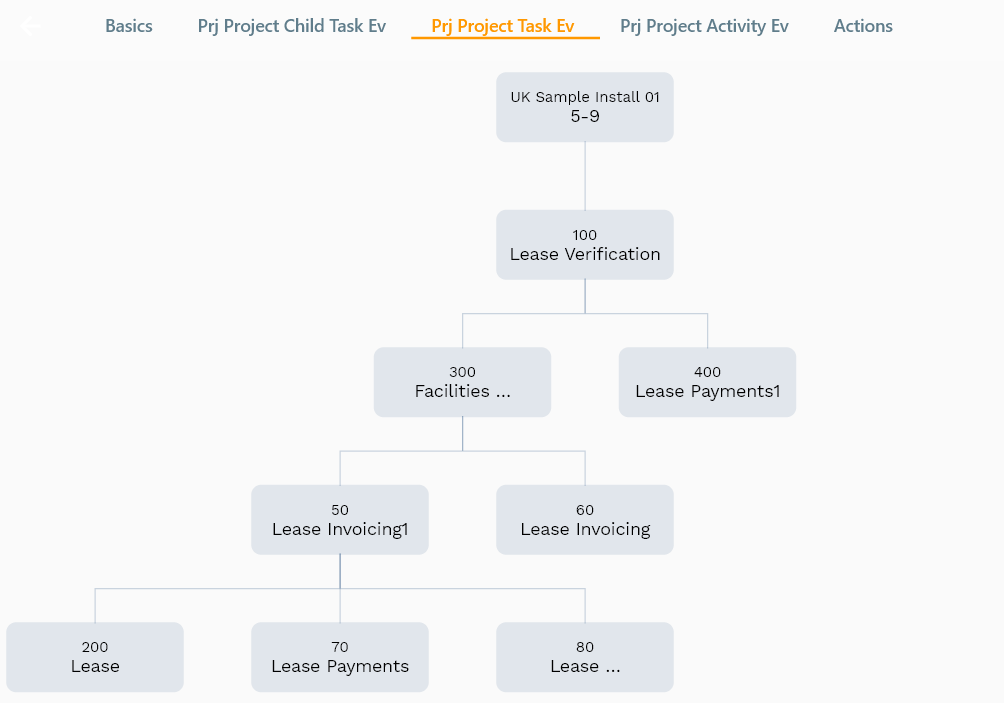 Basics
Prj Project Child Task Ev
Prj Project Task Ev
Prj Project Activity Ev
Actions
UK Sample Install 01
5-9
100
Lease Verification
300
Facilities ...
400
Lease Payments1
50
Lease Invoicing1
60
Lease Invoicing
200
Lease
70
Lease Payments
80
Lease ...